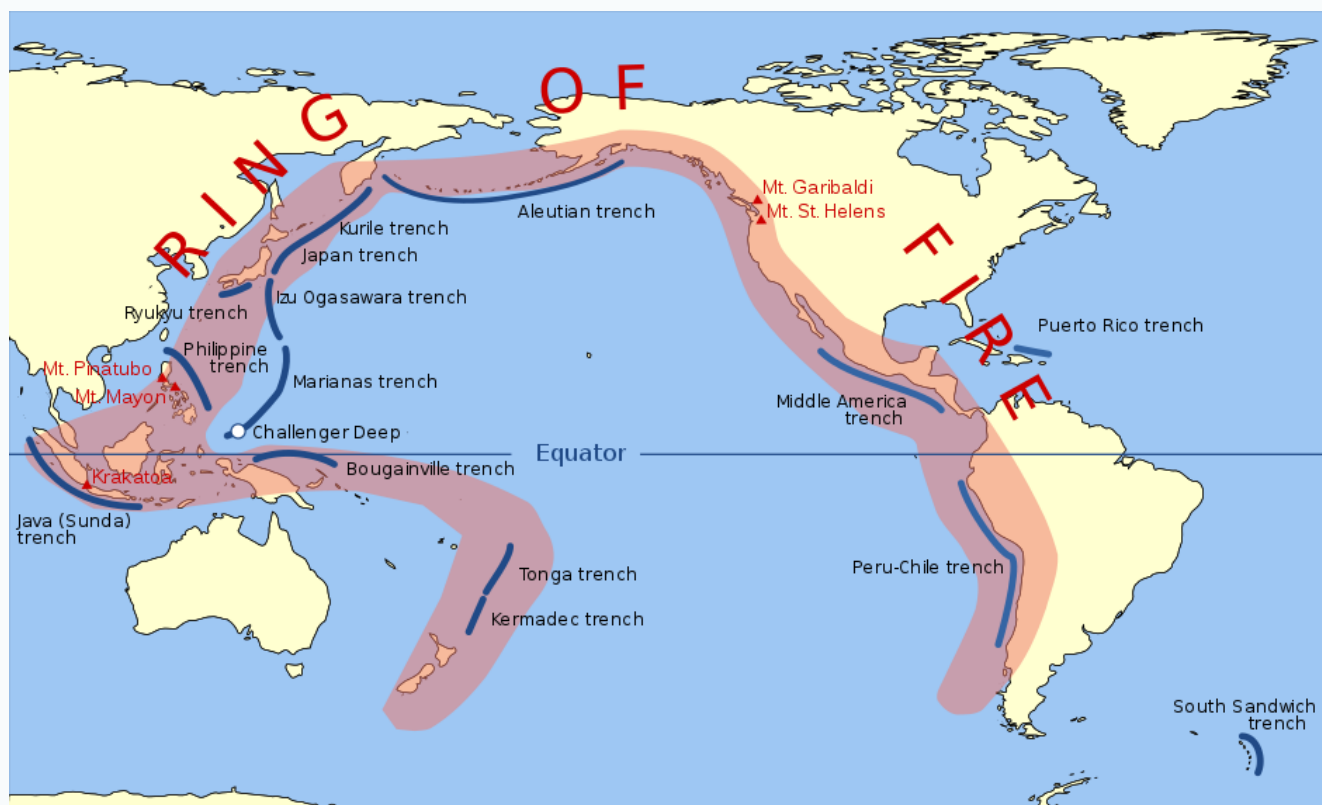 RING OF FIRE
Mt. Garibaldi
Mt. St. Helens
Aleutian trench
Kurile trench
Japan trench
Izu Ogasawara trench
Ryukyu trench
Puerto Rico trench
Philippine
trench
Mt. Pinatubo
Mt. Mayon
Marianas trench
Middle America
trench
Challenger Deep
Equator
Bougainville trench
Krakatoa
Java (Sunda)
trench
Tonga trench
Peru-Chile trench
Kermadec trench
South Sandwich
trench